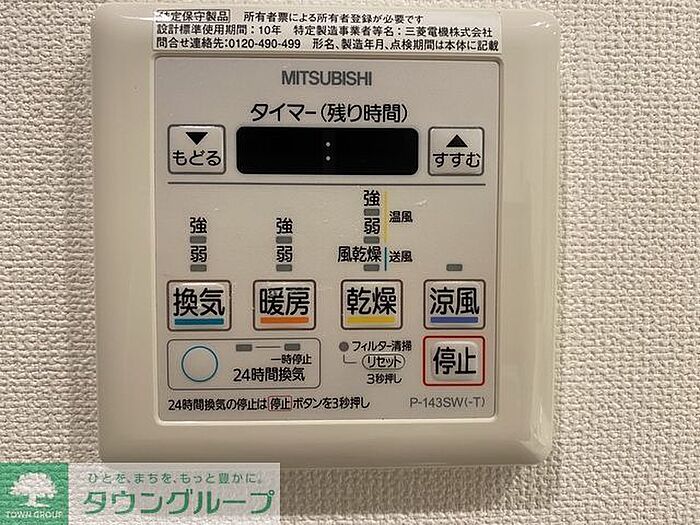 特定保守製品 所有者票による所有者登録が必要です
設計標準使用期間：10年 特定製造事業者等名：三菱電機株式会社
問合せ連絡先:0120-490-499 形名、製造年月、点検期間は本体に記載
MITSUBISHI
タイマー(残り時間)
▼ もどる
:
▲ すすむ
強 弱
強 弱
強 弱 温風
風乾燥 送風
換気 暖房 乾燥 涼風
一時停止
24時間換気
フィルター清掃
リセット
3秒押し
停止
24時間換気の停止は停止ボタンを3秒押し
P-143SW(-T)
TOWN GROUP
ひとを、まちを、もっと豊かに。
タウングループ